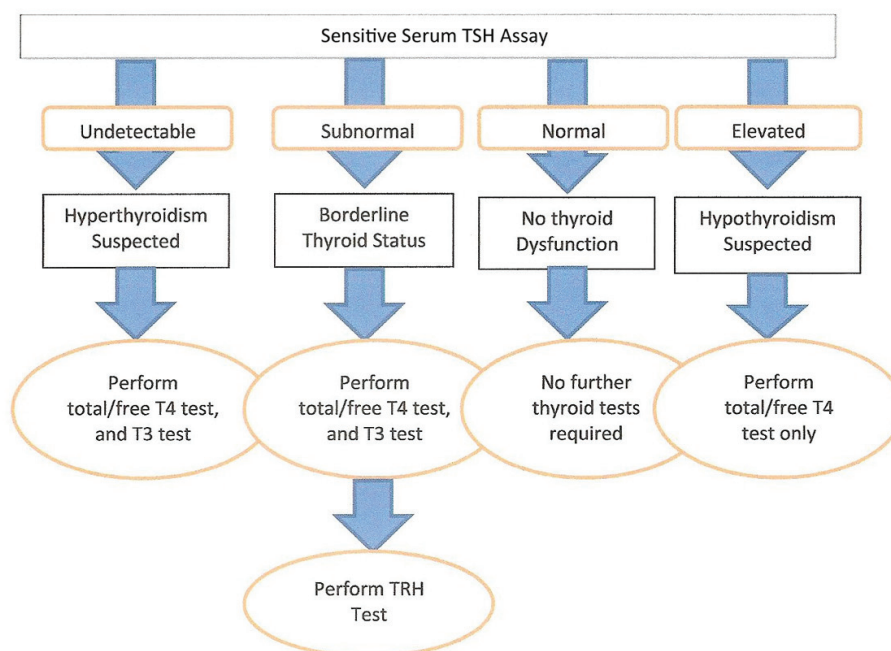 Sensitive Serum TSH Assay
Undetectable
Subnormal
Normal
Elevated
Hyperthyroidism
Suspected
Borderline
Thyroid Status
No thyroid
Dysfunction
Hypothyroidism
Suspected
Perform
total/free T4 test,
and T3 test
Perform
total/free T4 test,
and T3 test
No further
thyroid tests
required
Perform
total/free T4
test only
Perform TRH
Test